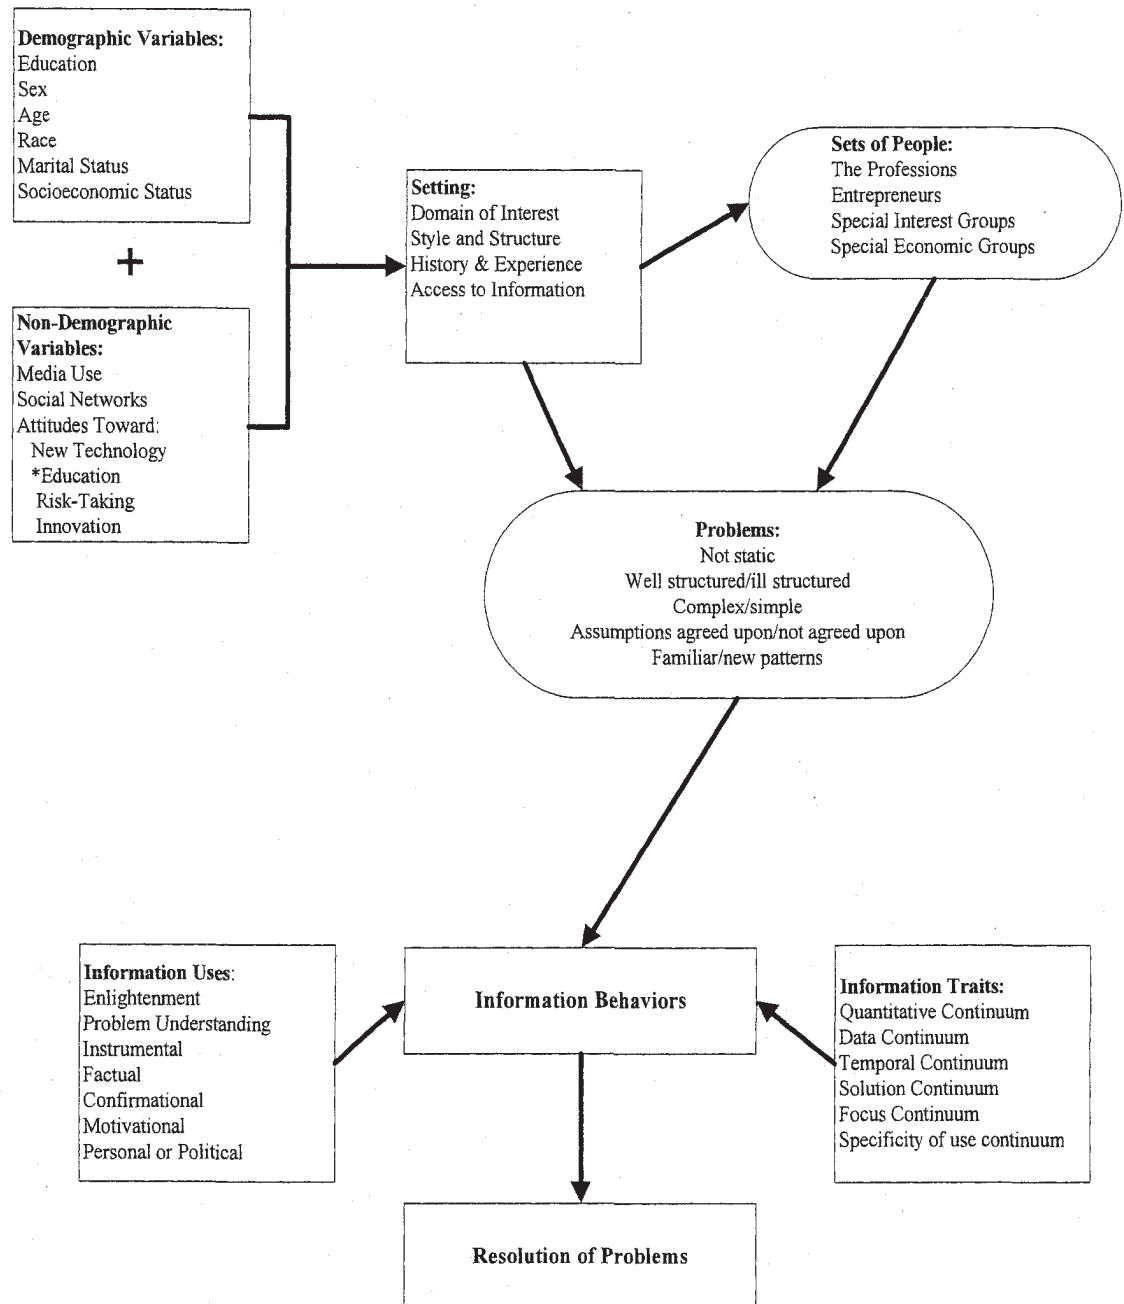 Demographic Variables:
Education
Sex
Age
Race
Marital Status
Socioeconomic Status
+
Non-Demographic
Variables:
Media Use
Social Networks
Attitudes Toward:
New Technology
*Education
Risk-Taking
Innovation
Setting:
Domain of Interest
Style and Structure
History & Experience
Access to Information
Sets of People:
The Professions
Entrepreneurs
Special Interest Groups
Special Economic Groups
Problems:
Not static
Well structured/ill structured
Complex/simple
Assumptions agreed upon/not agreed upon
Familiar/new patterns
Information Uses:
Enlightenment
Problem Understanding
Instrumental
Factual
Confirmational
Motivational
Personal or Political
Information Behaviors
Information Traits:
Quantitative Continuum
Data Continuum
Temporal Continuum
Solution Continuum
Focus Continuum
Specificity of use continuum
Resolution of Problems